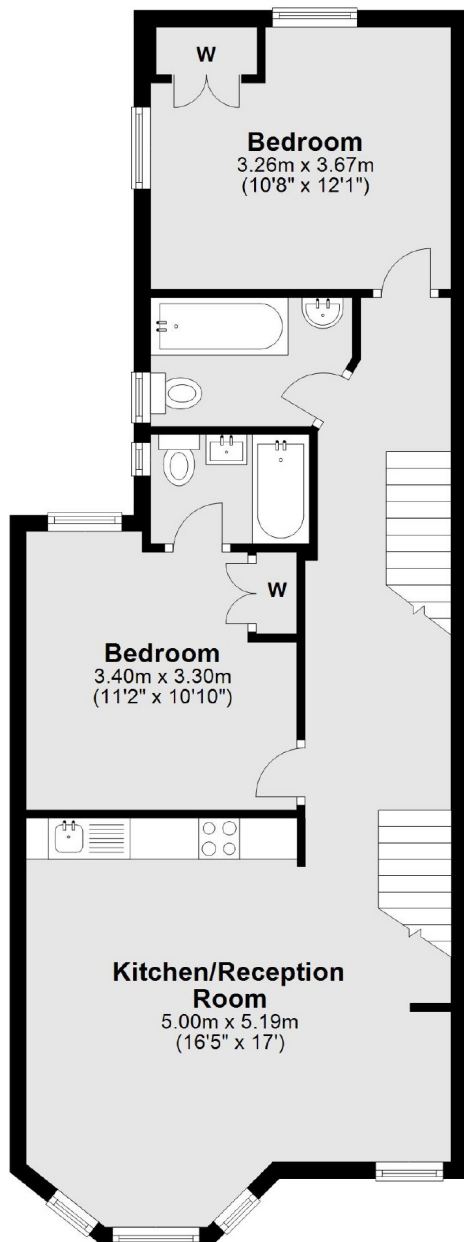 W
Bedroom
3.26m x 3.67m
(10'8" x 12'1")
W
Bedroom
3.40m x 3.30m
(11'2" x 10'10")
Kitchen/Reception
Room
5.00m x 5.19m
(16'5" x 17')